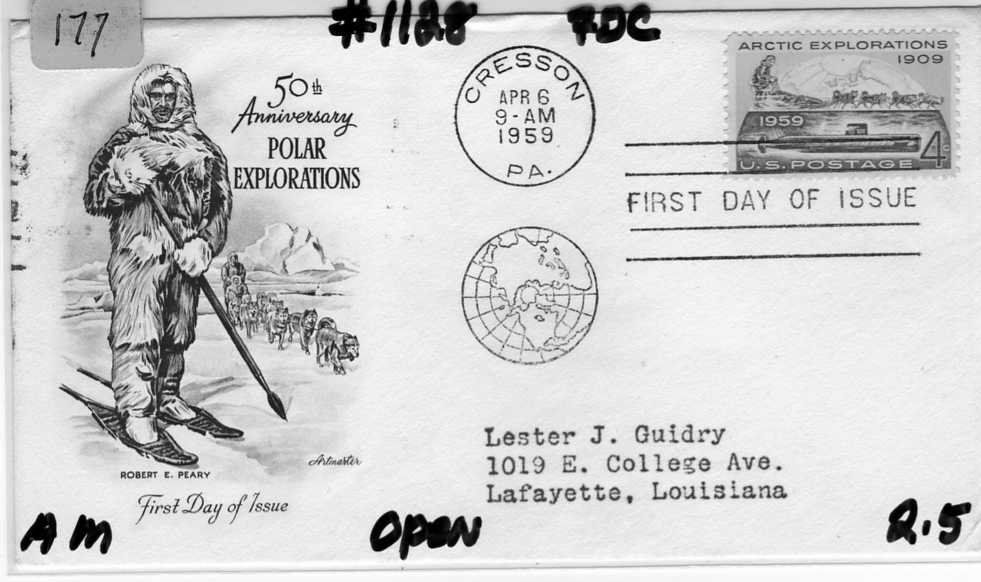 177
#1128 FDC
50th
Anniversary
POLAR
EXPLORATIONS
CRESSON
APR 6
9-AM
1959
PA.
ARCTIC EXPLORATIONS
1909
1959
U.S. POSTAGE 4c
FIRST DAY OF ISSUE
Lester J. Guidry
1019 E. College Ave.
Lafayette, Louisiana
Artmaster
ROBERT E. PEARY
First Day of Issue
AM OPEN 2.5